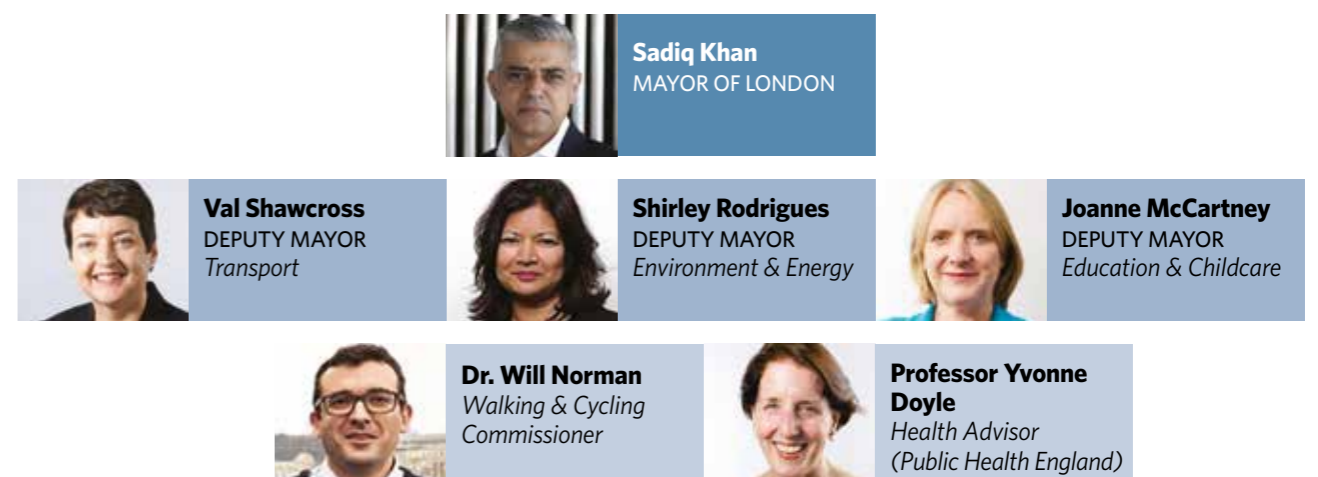 Sadiq Khan
MAYOR OF LONDON
Val Shawcross
DEPUTY MAYOR
Transport
Shirley Rodrigues
DEPUTY MAYOR
Environment & Energy
Joanne McCartney
DEPUTY MAYOR
Education & Childcare
Dr. Will Norman
Walking & Cycling
Commissioner
Professor Yvonne
Doyle
Health Advisor
(Public Health England)